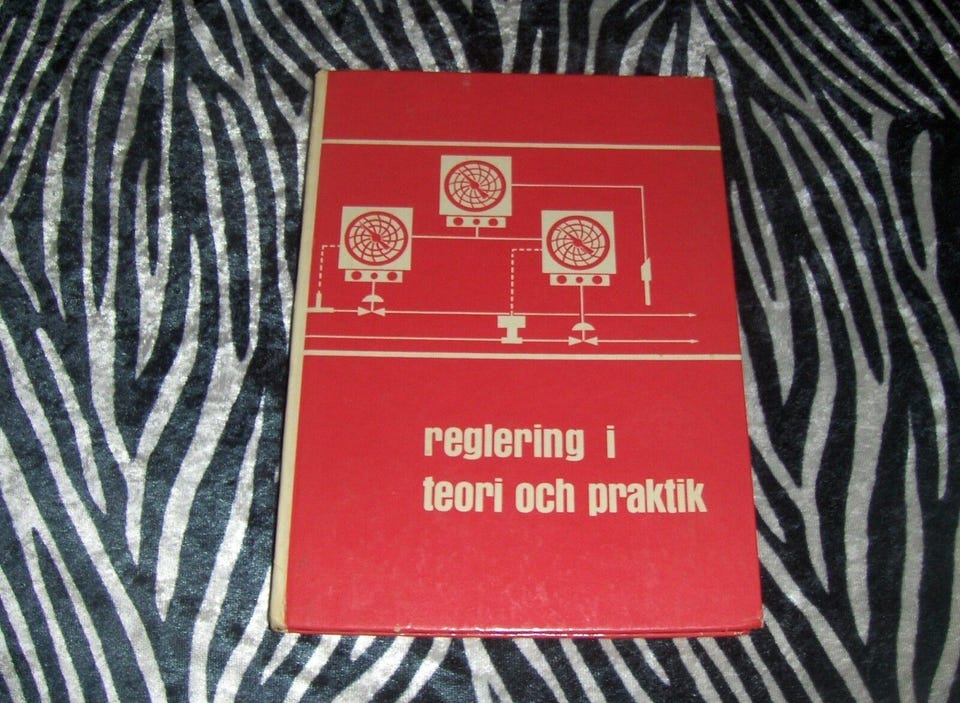 reglering i
teori och praktik